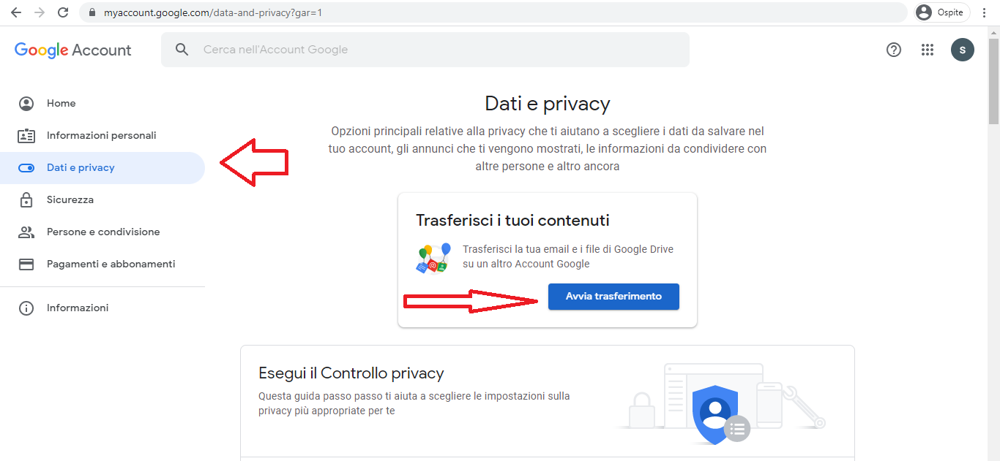 myaccount.google.com/data-and-privacy?gar=1
Ospite
Google Account
Cerca nell'Account Google
S
Home
Informazioni personali
Dati e privacy
Sicurezza
Persone e condivisione
Pagamenti e abbonamenti
Informazioni
Dati e privacy
Opzioni principali relative alla privacy che ti aiutano a scegliere i dati da salvare nel
tuo account, gli annunci che ti vengono mostrati, le informazioni da condividere con
altre persone e altro ancora
Trasferisci i tuoi contenuti
Trasferisci la tua email e i file di Google Drive
su un altro Account Google
Avvia trasferimento
Esegui il Controllo privacy
Questa guida passo passo ti aiuta a scegliere le impostazioni sulla
privacy più appropriate per te